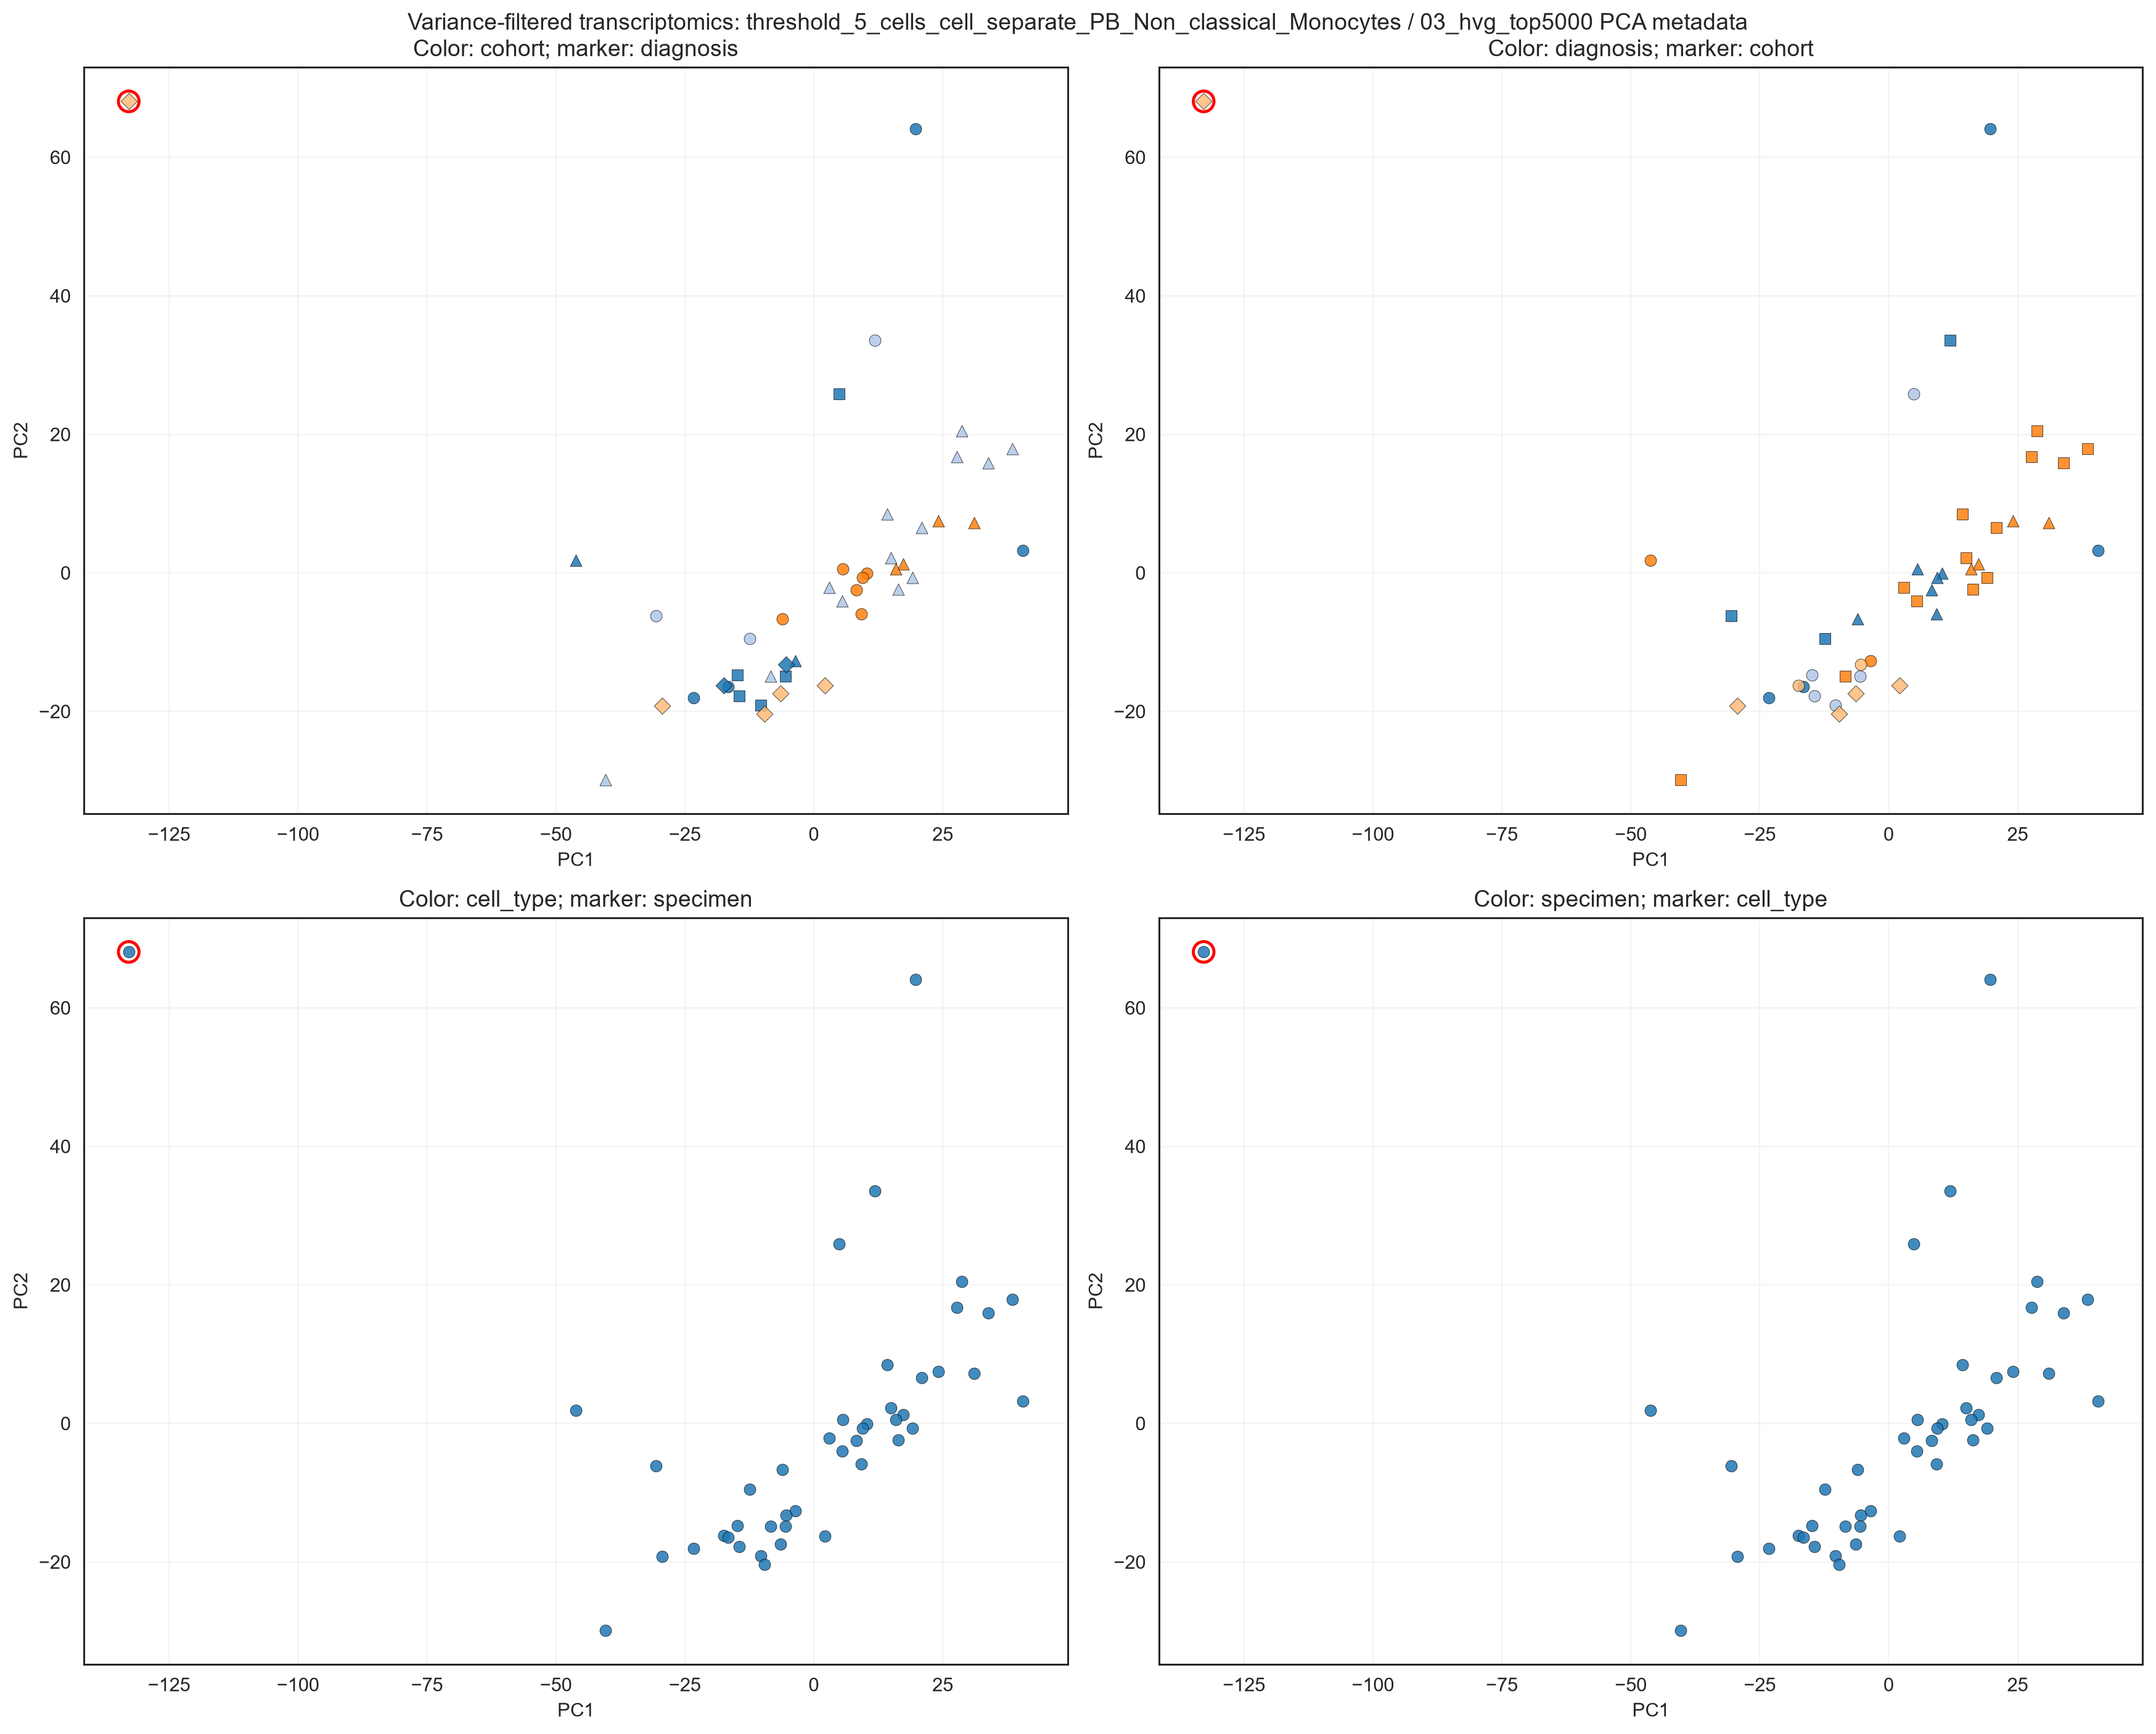 Variance-filtered transcriptomics: threshold_5_cells_cell_separate_PB_Non_classical_Monocytes / 03_hvg_top5000 PCA metadata
Color: cohort; marker: diagnosis
60
40
20
0
−20
PC2
−125 −100 −75 −50 −25 0 25
PC1
Color: diagnosis; marker: cohort
60
40
20
0
−20
PC2
−125 −100 −75 −50 −25 0 25
PC1
Color: cell_type; marker: specimen
60
40
20
0
−20
PC2
−125 −100 −75 −50 −25 0 25
PC1
Color: specimen; marker: cell_type
60
40
20
0
−20
PC2
−125 −100 −75 −50 −25 0 25
PC1